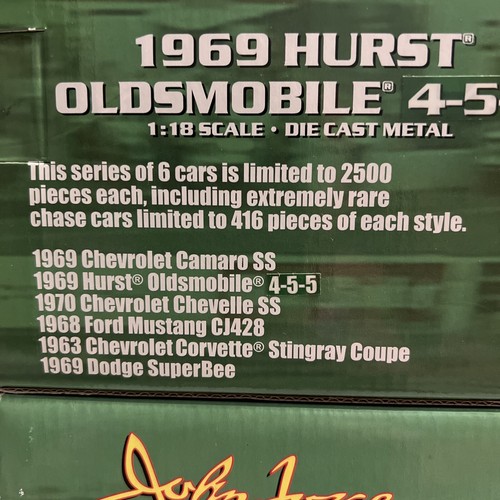 1969 HURST®
OLDSMOBILE® 4-5
1:18 SCALE • DIE CAST METAL
This series of 6 cars is limited to 2500
pieces each, including extremely rare
chase cars limited to 416 pieces of each style.
1969 Chevrolet Camaro SS
1969 Hurst® Oldsmobile® 4-5-5
1970 Chevrolet Chevelle SS
1968 Ford Mustang CJ428
1963 Chevrolet Corvette® Stingray Coupe
1969 Dodge SuperBee
John Force